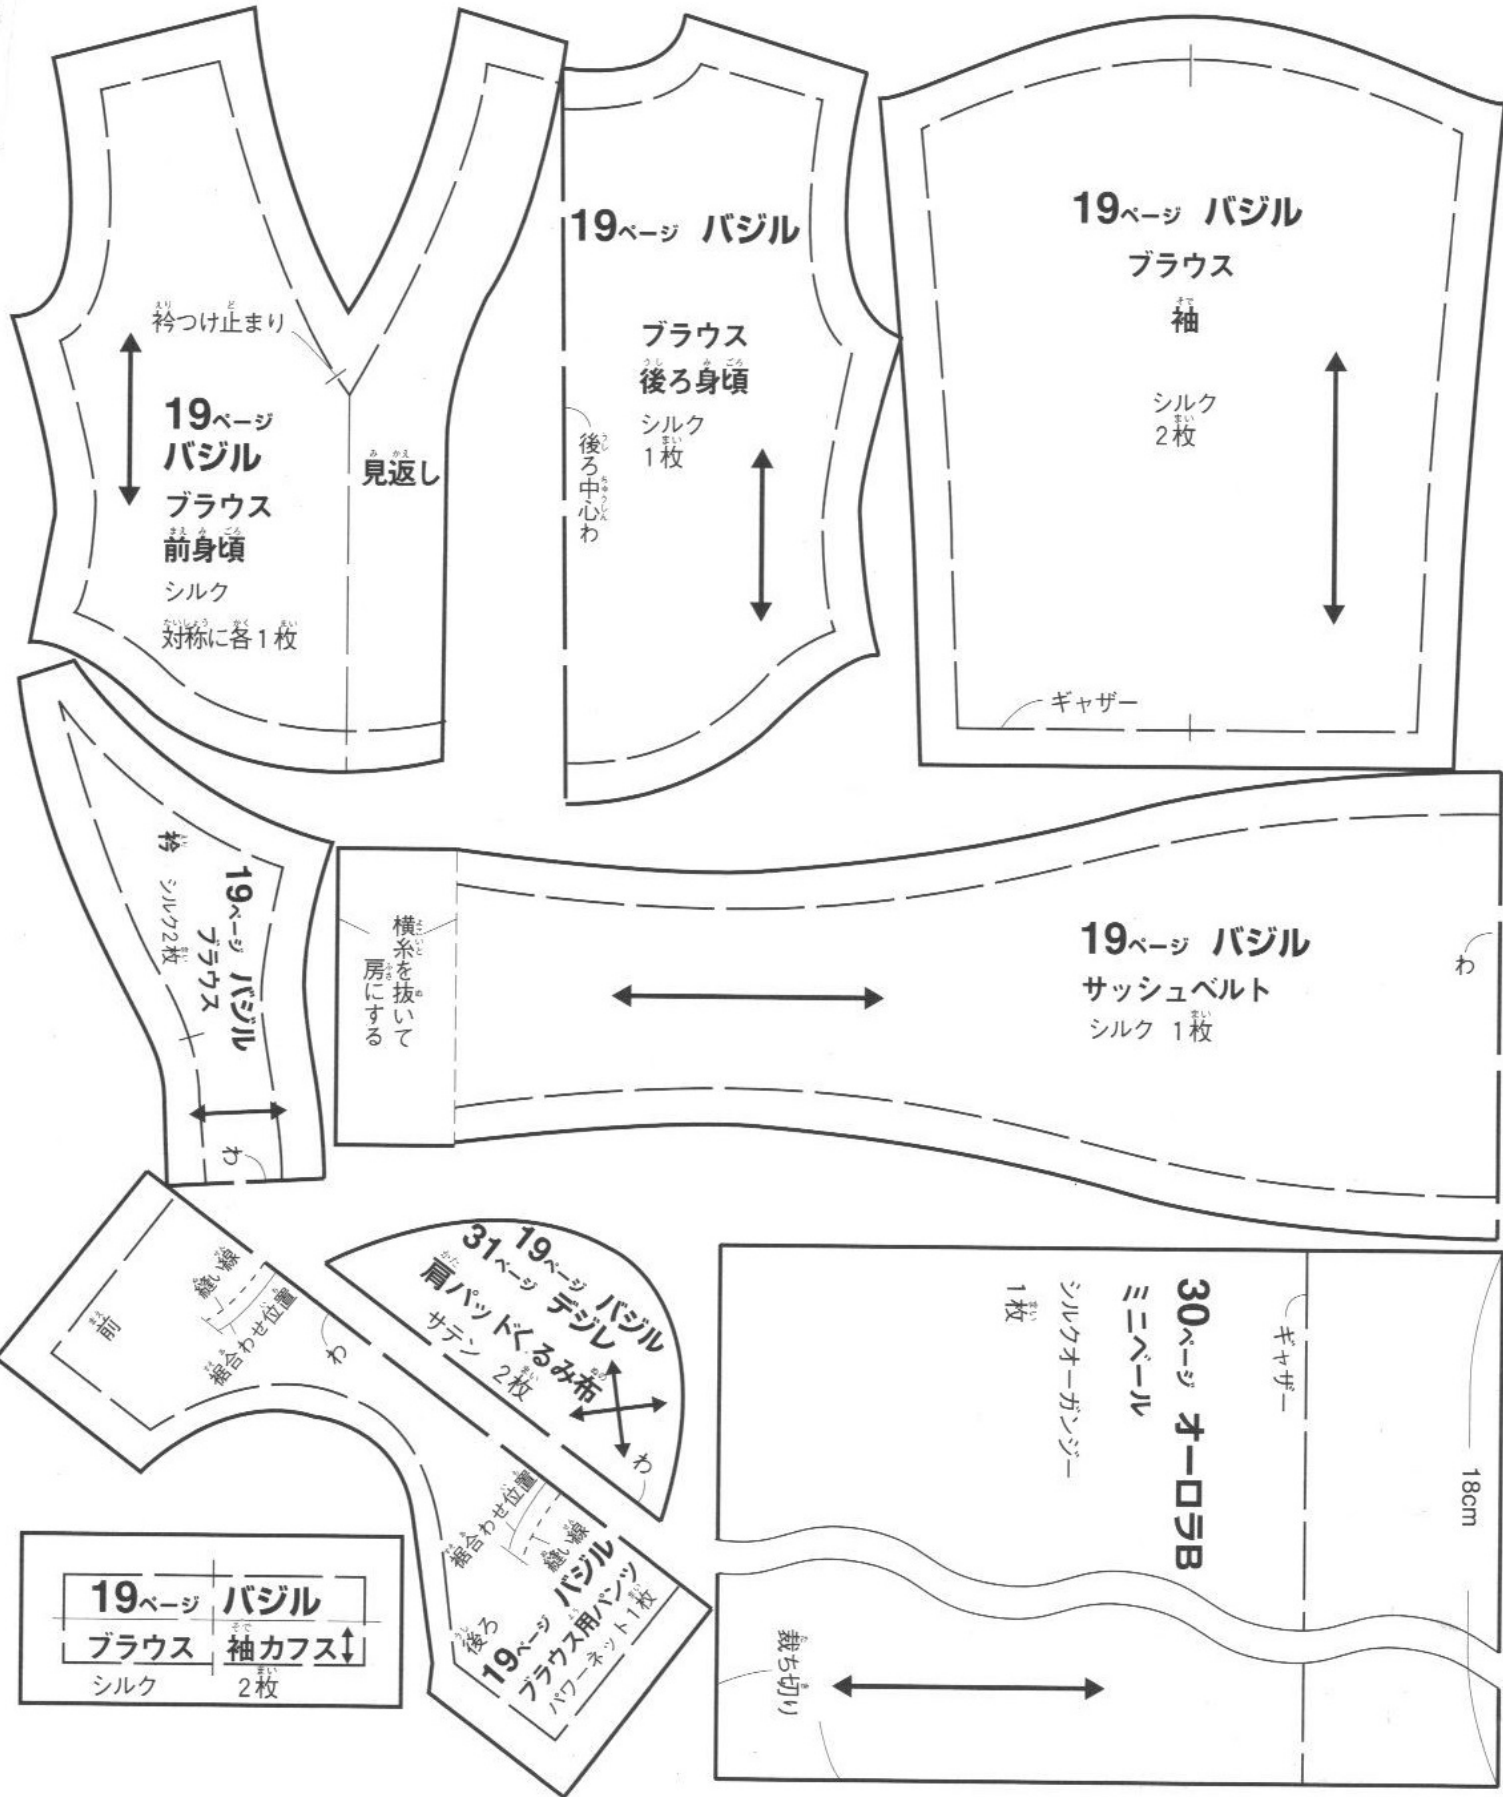 衿つけ止まり
19ページ
バジル
ブラウス
前身頃
シルク
対称に各1枚
見返し
19ページ バジル
ブラウス
後ろ身頃
シルク
1枚
後ろ中心わ
19ページ バジル
ブラウス
袖
シルク
2枚
ギャザー
19ページ バジル
ブラウス
衿 シルク2枚
わ
横糸を抜いて
房にする
19ページ バジル
サッシュベルト
シルク 1枚
わ
前
縫い線
裾合わせ位置
わ
裾合わせ位置
縫い線
後ろ
19ページ バジル
ブラウス用パンツ
パワーネット1枚
19ページ バジル
31ページ デジレ
肩パットくるみ布
サテン 2枚
わ
30ページ オーロラB
ミニベール
シルクオーガンジー
1枚
ギャザー
18cm
裁ち切り
19ページ バジル
ブラウス 袖カフス
シルク 2枚